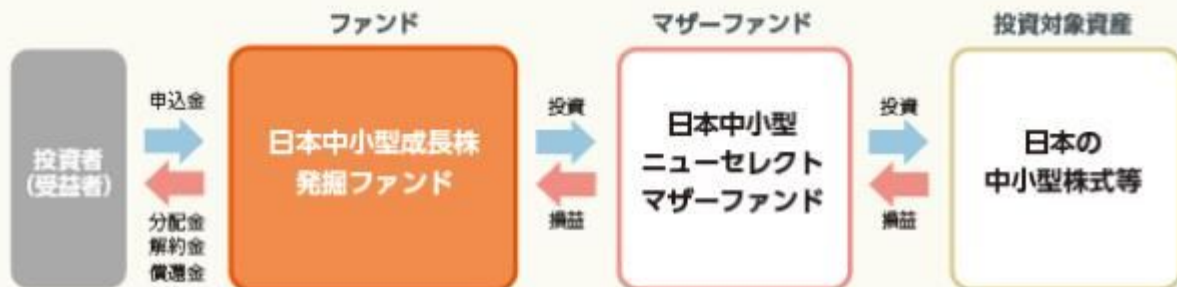 ファンド
マザーファンド
投資対象資産
投資者
(受益者)
申込金
分配金
解約金
償還金
日本中小型成長株
発掘ファンド
投資
損益
日本中小型
ニューセレクト
マザーファンド
投資
損益
日本の
中小型株式等